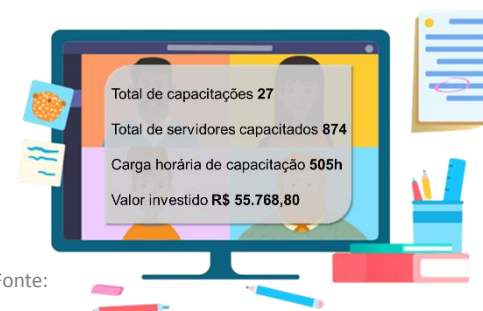 Total de capacitações 27
Total de servidores capacitados 874
Carga horária de capacitação 505h
Valor investido R$ 55.768,80
Fonte: